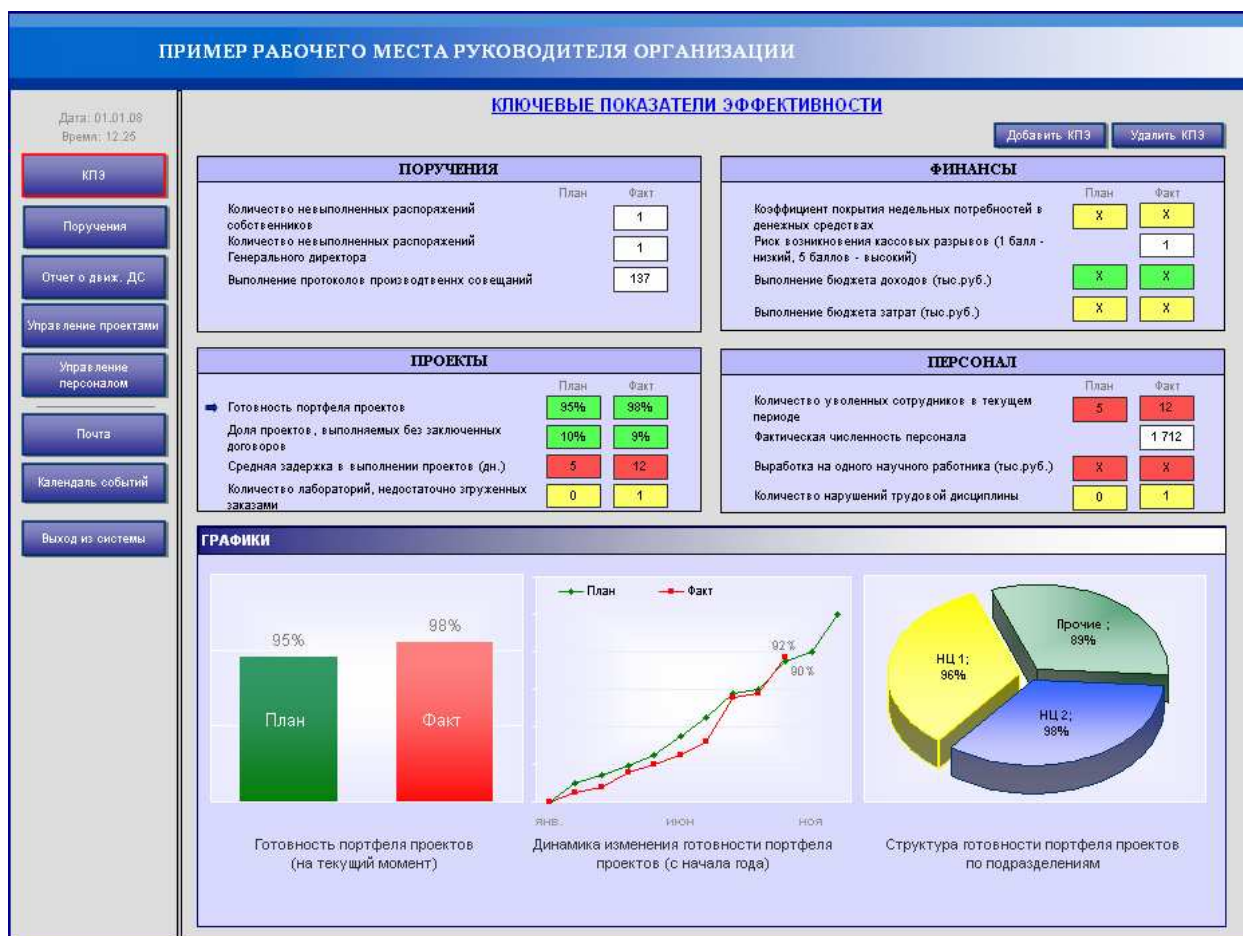 ПРИМЕР РАБОЧЕГО МЕСТА РУКОВОДИТЕЛЯ ОРГАНИЗАЦИИ
Дата: 01.01.08
Время: 12.25
КПЭ
Поручения
Отчет о движ. ДС
Управление проектами
Управление
персоналом
Почта
Календаль событий
Выход из системы
КЛЮЧЕВЫЕ ПОКАЗАТЕЛИ ЭФФЕКТИВНОСТИ
Добавить КПЭ Удалить КПЭ
ПОРУЧЕНИЯ
План Факт
Количество невыполненных распоряжений
собственников
1
Количество невыполненных распоряжений
Генерального директора
1
Выполнение протоколов производтвеннх совещаний 137
ФИНАНСЫ
План Факт
Коэффициент покрытия недельных потребностей в
денежных средствах
X X
Риск возникновения кассовых разрывов (1 балл -
низкий, 5 баллов - высокий)
1
Выполнение бюджета доходов (тыс.руб.) X X
Выполнение бюджета затрат (тыс.руб.) X X
ПРОЕКТЫ
План Факт
Готовность портфеля проектов 95% 98%
Доля проектов, выполняемых без заключенных
договоров
10% 9%
Средняя задержка в выполнении проектов (дн.) 5 12
Количество лабораторий, недостаточно згруженных
заказами
0 1
ПЕРСОНАЛ
План Факт
Количество уволенных сотрудников в текущем
периоде
5 12
Фактическая численность персонала 1 712
Выработка на одного научного работника (тыс.руб.) X X
Количество нарушений трудовой дисциплины 0 1
ГРАФИКИ
95%
98%
План
Факт
Готовность портфеля проектов
(на текущий момент)
План Факт
92%
90%
янв. июн ноя
Динамика изменения готовности портфеля
проектов (с начала года)
Прочие ;
89%
НЦ 1;
96%
НЦ 2;
98%
Структура готовности портфеля проектов
по подразделениям